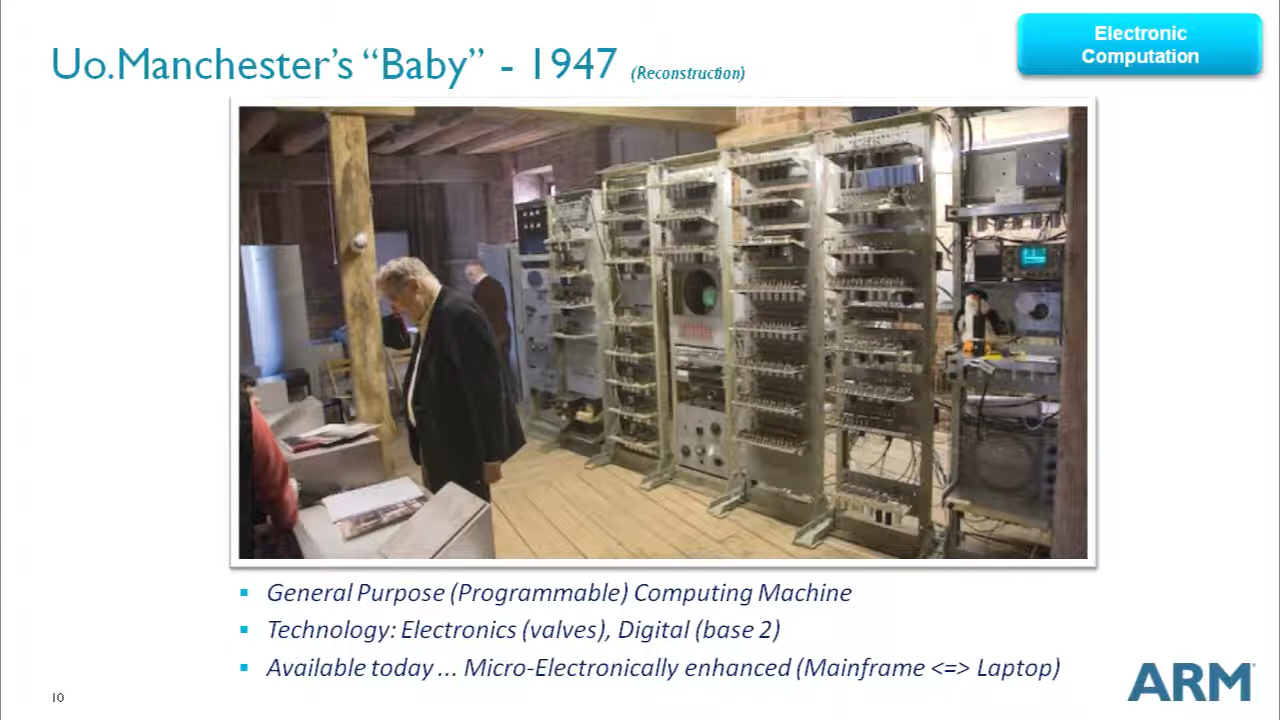 Uo.Manchester's “Baby” - 1947 (Reconstruction)
Electronic
Computation
General Purpose (Programmable) Computing Machine
Technology: Electronics (valves), Digital (base 2)
Available today ... Micro-Electronically enhanced (Mainframe <=> Laptop)
10
ARM